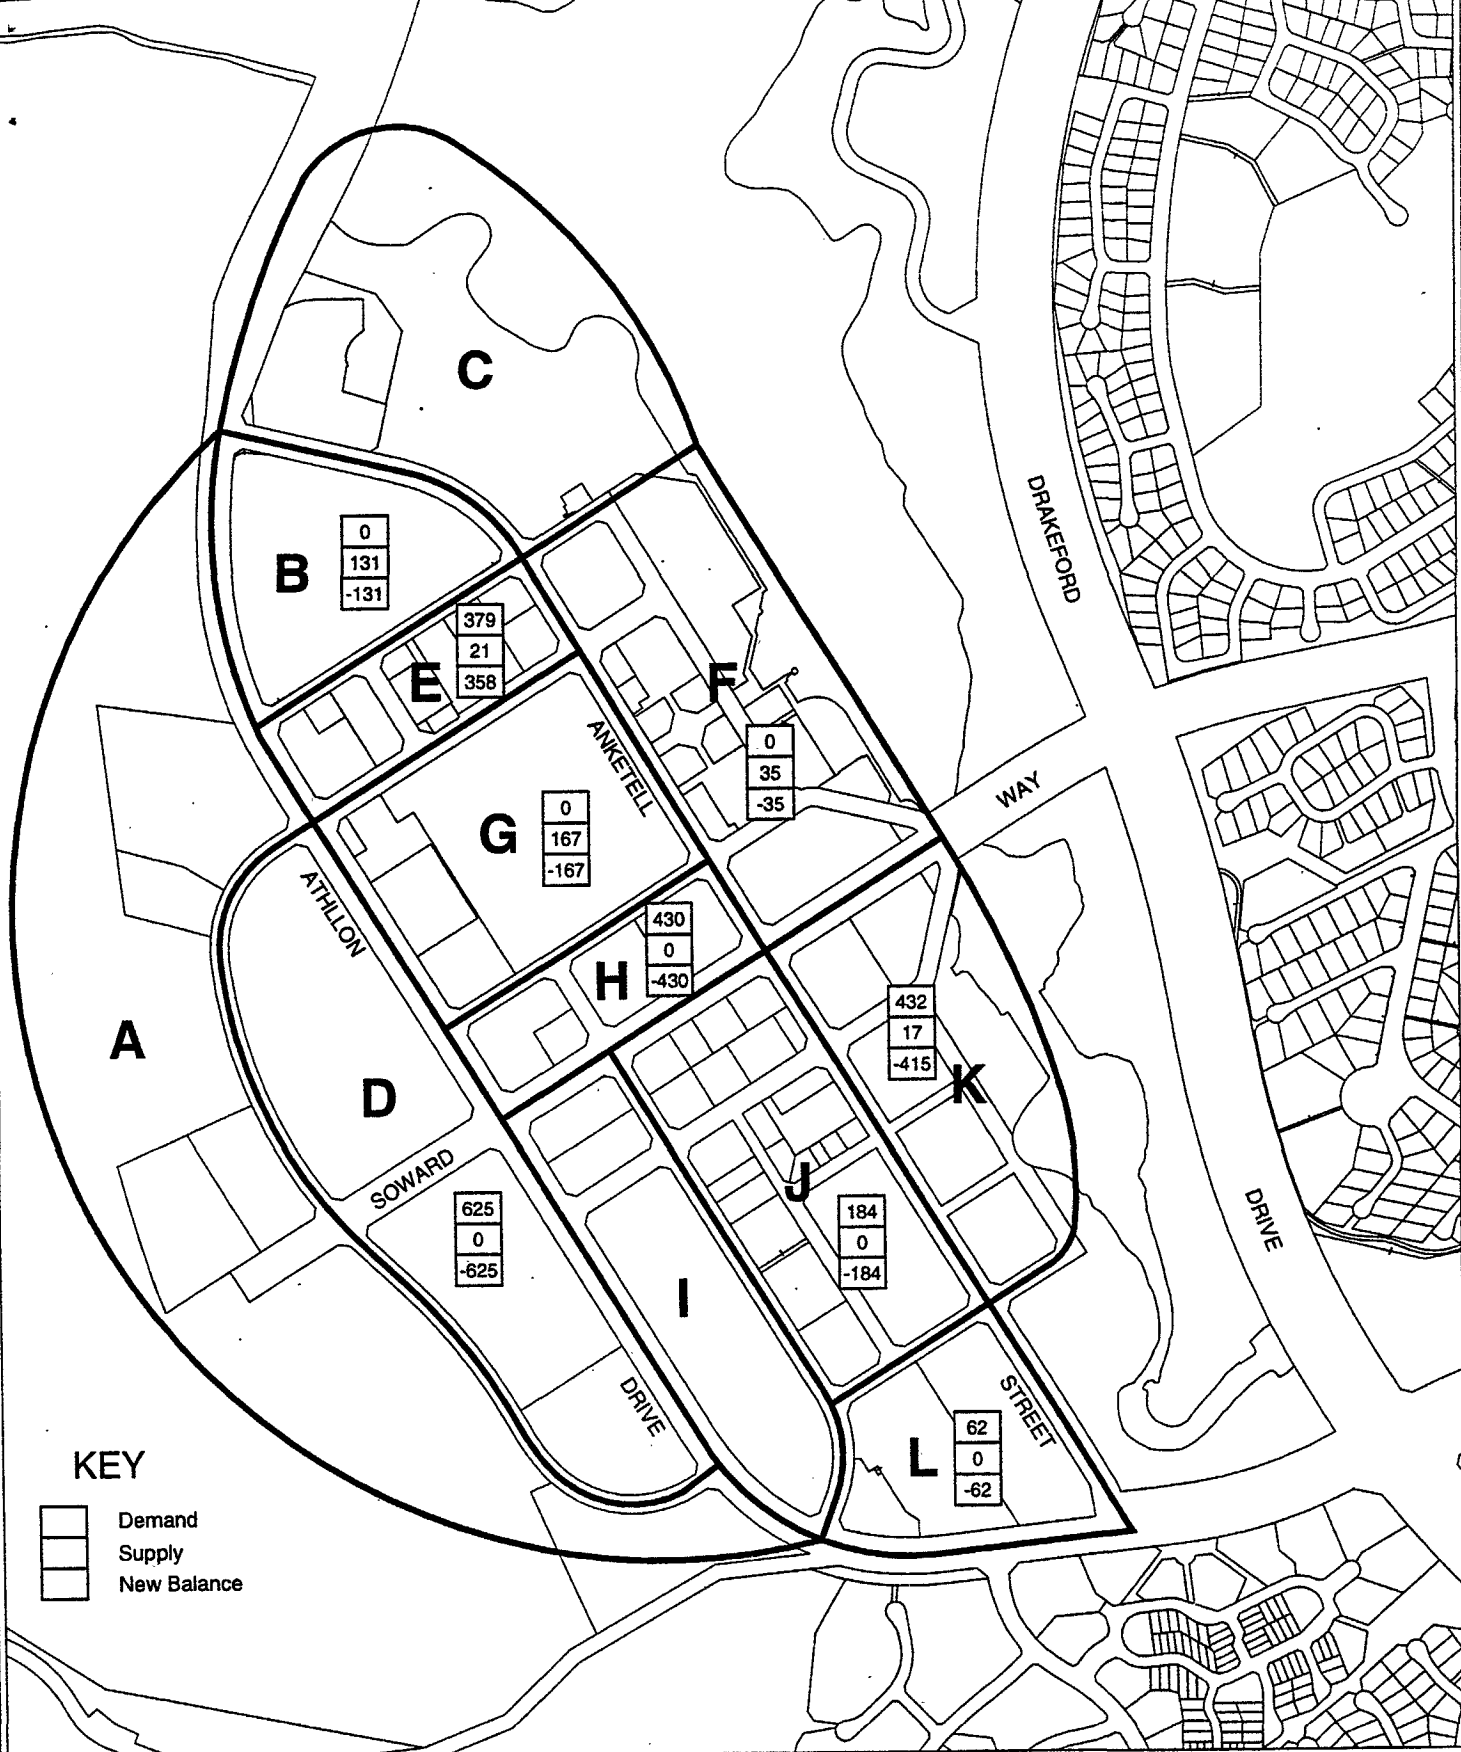 C
DRAKEFORD
B
0
131
-131
E
379
21
358
F
0
35
-35
ANKETELL
WAY
G
0
167
-167
ATHLLON
H
430
0
-430
A
D
432
17
-415
K
SOWARD
625
0
-625
J
184
0
-184
I
DRIVE
DRIVE
STREET
L
62
0
-62
KEY
Demand
Supply
New Balance